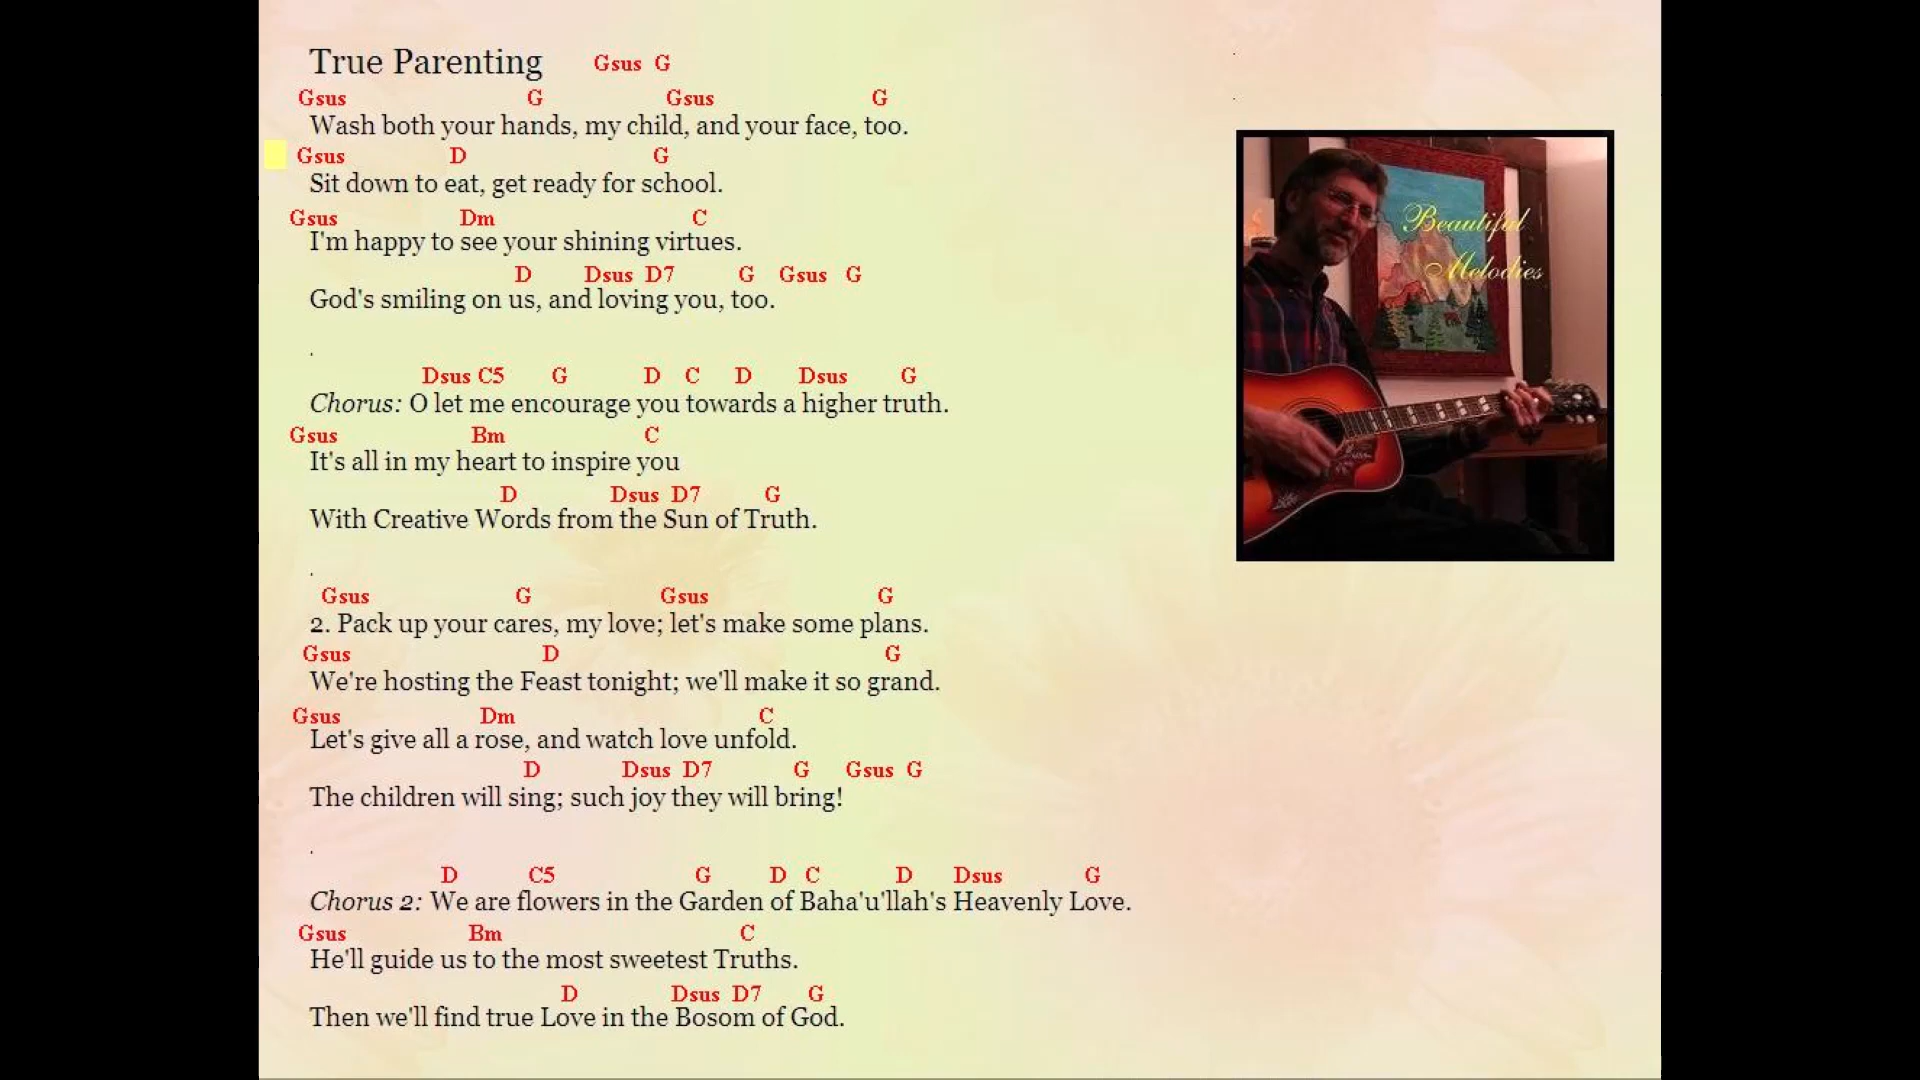 True Parenting Gsus G
Gsus G Gsus G
Wash both your hands, my child, and your face, too.
Gsus D G
Sit down to eat, get ready for school.
Gsus Dm C
I'm happy to see your shining virtues.
D Dsus D7 G Gsus G
God's smiling on us, and loving you, too.
.
Dsus C5 G D C D Dsus G
Chorus: O let me encourage you towards a higher truth.
Gsus Bm C
It's all in my heart to inspire you
D Dsus D7 G
With Creative Words from the Sun of Truth.
.
Gsus G Gsus G
2. Pack up your cares, my love; let's make some plans.
Gsus D G
We're hosting the Feast tonight; we'll make it so grand.
Gsus Dm C
Let's give all a rose, and watch love unfold.
D Dsus D7 G Gsus G
The children will sing; such joy they will bring!
.
D C5 G D C D Dsus G
Chorus 2: We are flowers in the Garden of Baha'u'llah's Heavenly Love.
Gsus Bm C
He'll guide us to the most sweetest Truths.
D Dsus D7 G
Then we'll find true Love in the Bosom of God.
Beautiful
Melodies